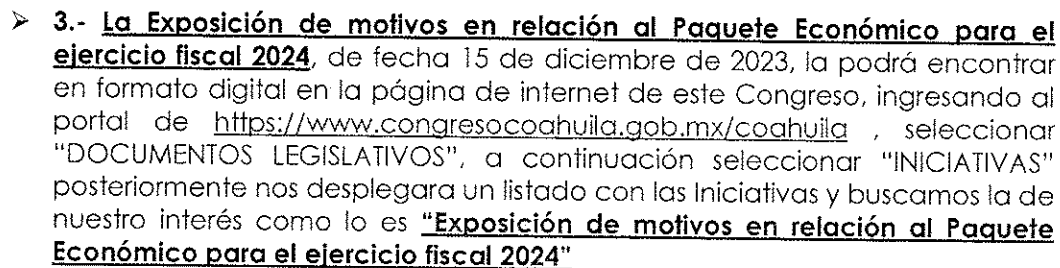 ➢ 3.- La Exposición de motivos en relación al Paquete Económico para el
ejercicio fiscal 2024, de fecha 15 de diciembre de 2023, la podrá encontrar
en formato digital en la página de internet de este Congreso, ingresando al
portal de https://www.congresocoahuila.gob.mx/coahuila , seleccionar
"DOCUMENTOS LEGISLATIVOS", a continuación seleccionar "INICIATIVAS"
posteriormente nos desplegara un listado con las Iniciativas y buscamos la de
nuestro interés como lo es "Exposición de motivos en relación al Paquete
Económico para el ejercicio fiscal 2024"